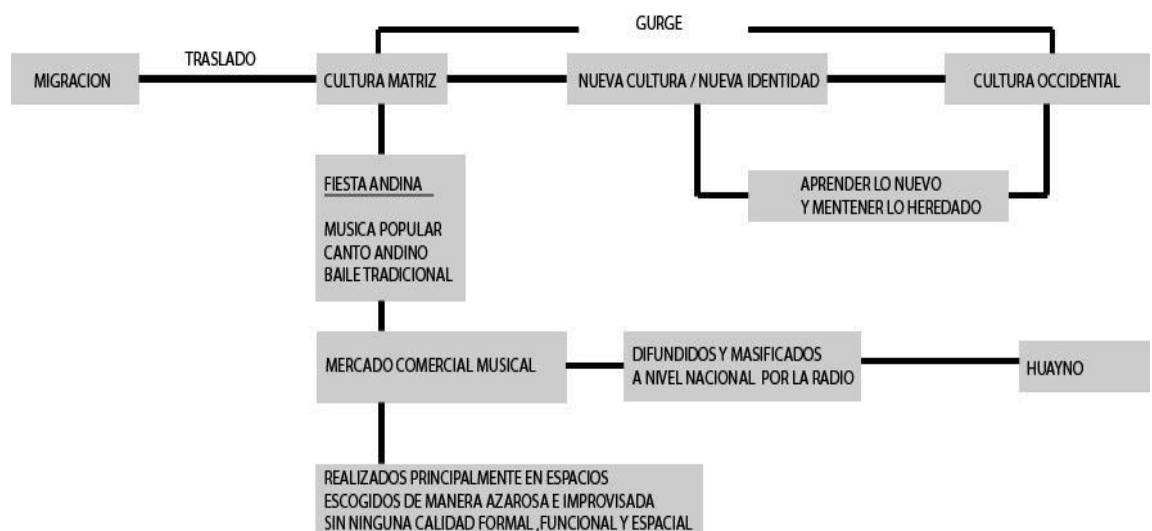 GURGE
TRASLADO
MIGRACION
CULTURA MATRIZ
NUEVA CULTURA / NUEVA IDENTIDAD
CULTURA OCCIDENTAL
FIESTA ANDINA
MUSICA POPULAR
CANTO ANDINO
BAILE TRADICIONAL
APRENDER LO NUEVO
Y MENTENER LO HEREDADO
MERCADO COMERCIAL MUSICAL
DIFUNDIDOS Y MASIFICADOS
A NIVEL NACIONAL POR LA RADIO
HUAYNO
REALIZADOS PRINCIPALMENTE EN ESPACIOS
ESCOGIDOS DE MANERA AZAROSA E IMPROVISADA
SIN NINGUNA CALIDAD FORMAL ,FUNCIONAL Y ESPACIAL